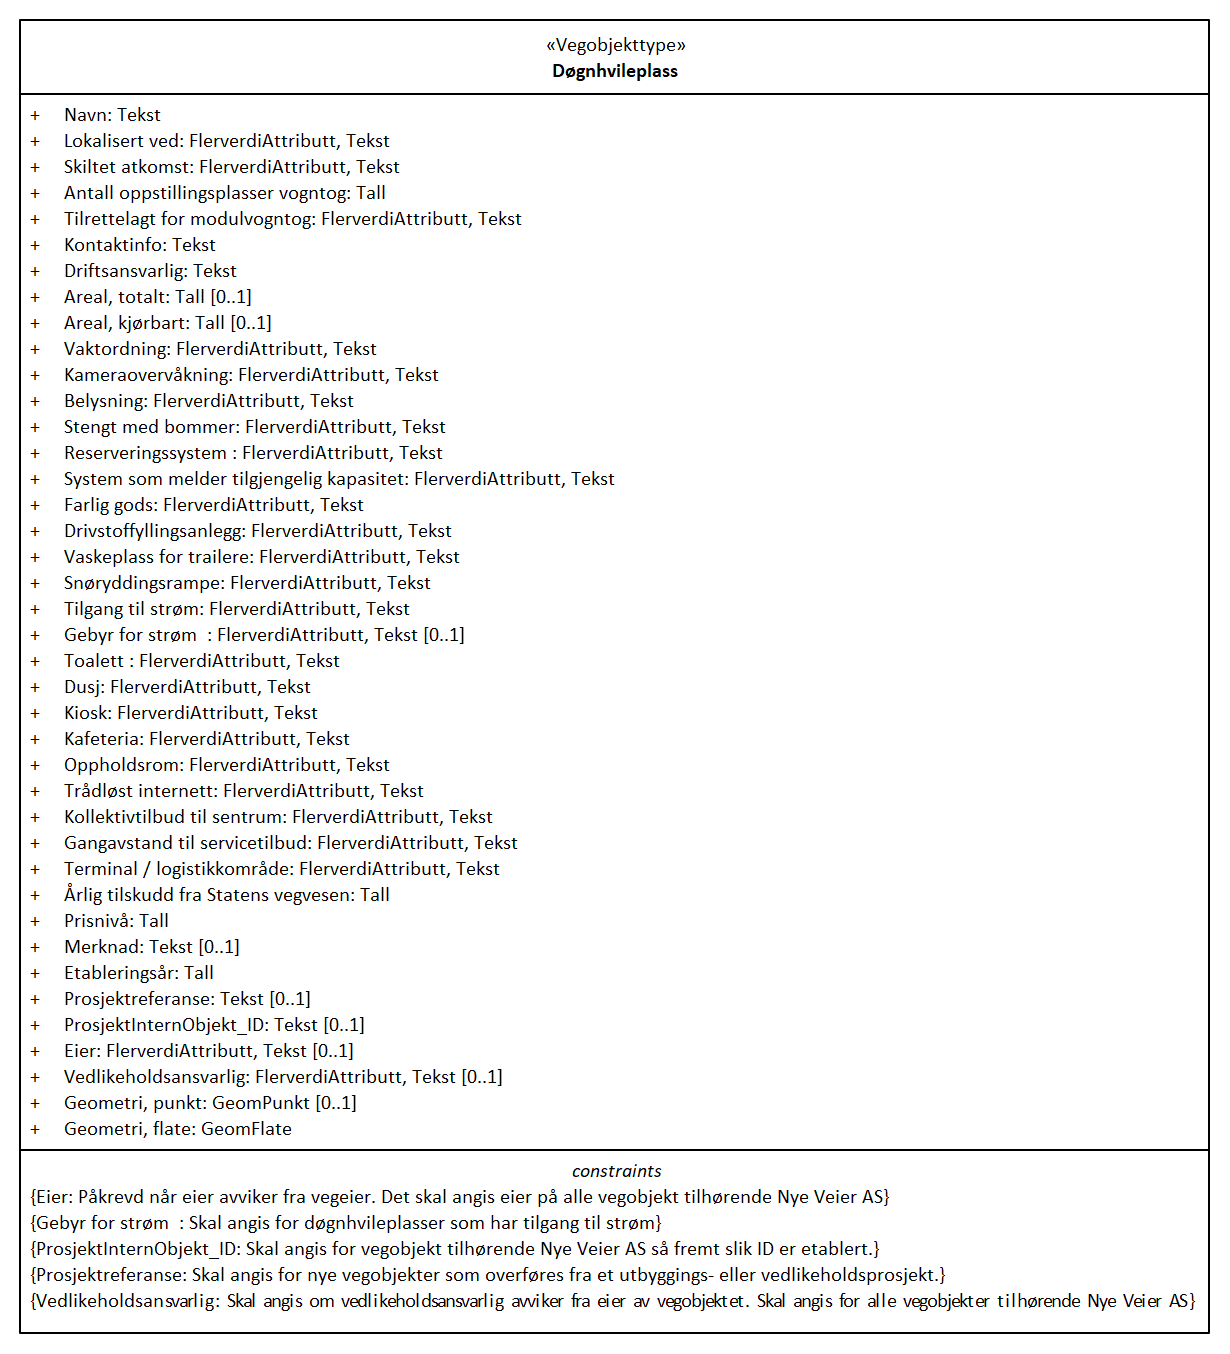 «Vegobjekttype»
Døgnhvileplass
+ Navn: Tekst
+ Lokalisert ved: FlerverdiAttributt, Tekst
+ Skiltet atkomst: FlerverdiAttributt, Tekst
+ Antall oppstillingsplasser vogntog: Tall
+ Tilrettelagt for modulvogntog: FlerverdiAttributt, Tekst
+ Kontaktinfo: Tekst
+ Driftsansvarlig: Tekst
+ Areal, totalt: Tall [0..1]
+ Areal, kjørbart: Tall [0..1]
+ Vaktordning: FlerverdiAttributt, Tekst
+ Kameraovervåkning: FlerverdiAttributt, Tekst
+ Belysning: FlerverdiAttributt, Tekst
+ Stengt med bommer: FlerverdiAttributt, Tekst
+ Reserveringssystem : FlerverdiAttributt, Tekst
+ System som melder tilgjengelig kapasitet: FlerverdiAttributt, Tekst
+ Farlig gods: FlerverdiAttributt, Tekst
+ Drivstoffyllingsanlegg: FlerverdiAttributt, Tekst
+ Vaskeplass for trailere: FlerverdiAttributt, Tekst
+ Snøryddingsrampe: FlerverdiAttributt, Tekst
+ Tilgang til strøm: FlerverdiAttributt, Tekst
+ Gebyr for strøm  : FlerverdiAttributt, Tekst [0..1]
+ Toalett : FlerverdiAttributt, Tekst
+ Dusj: FlerverdiAttributt, Tekst
+ Kiosk: FlerverdiAttributt, Tekst
+ Kafeteria: FlerverdiAttributt, Tekst
+ Oppholdsrom: FlerverdiAttributt, Tekst
+ Trådløst internett: FlerverdiAttributt, Tekst
+ Kollektivtilbud til sentrum: FlerverdiAttributt, Tekst
+ Gangavstand til servicetilbud: FlerverdiAttributt, Tekst
+ Terminal / logistikkområde: FlerverdiAttributt, Tekst
+ Årlig tilskudd fra Statens vegvesen: Tall
+ Prisnivå: Tall
+ Merknad: Tekst [0..1]
+ Etableringsår: Tall
+ Prosjektreferanse: Tekst [0..1]
+ ProsjektInternObjekt_ID: Tekst [0..1]
+ Eier: FlerverdiAttributt, Tekst [0..1]
+ Vedlikeholdsansvarlig: FlerverdiAttributt, Tekst [0..1]
+ Geometri, punkt: GeomPunkt [0..1]
+ Geometri, flate: GeomFlate
constraints
{Eier: Påkrevd når eier avviker fra vegeier. Det skal angis eier på alle vegobjekt tilhørende Nye Veier AS}
{Gebyr for strøm  : Skal angis for døgnhvileplasser som har tilgang til strøm}
{ProsjektInternObjekt_ID: Skal angis for vegobjekt tilhørende Nye Veier AS så fremt slik ID er etablert.}
{Prosjektreferanse: Skal angis for nye vegobjekter som overføres fra et utbyggings- eller vedlikeholdsprosjekt.}
{Vedlikeholdsansvarlig: Skal angis om vedlikeholdsansvarlig avviker fra eier av vegobjektet. Skal angis for alle vegobjekter tilhørende Nye Veier AS}